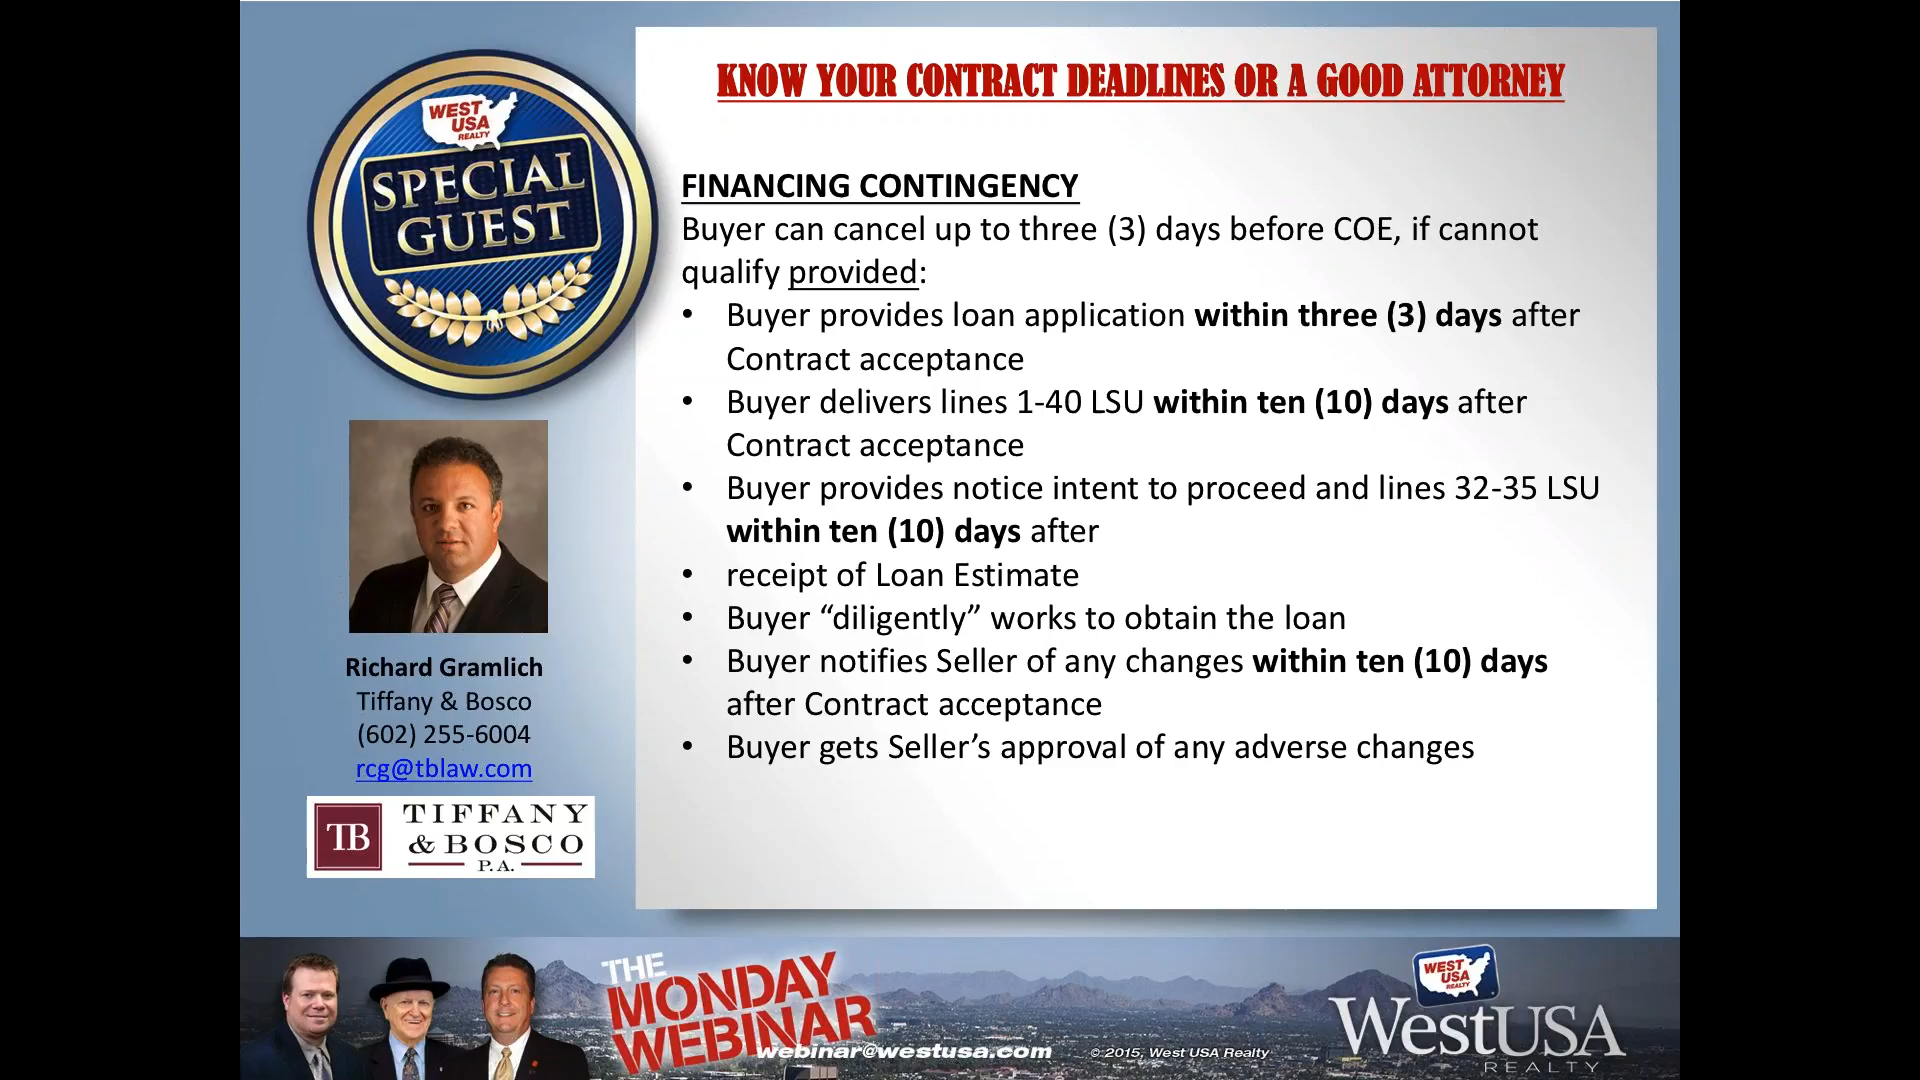 WEST
USA
REALTY
SPECIAL
GUEST
Richard Gramlich
Tiffany & Bosco
(602) 255-6004
rcg@tblaw.com
TB
TIFFANY
& BOSCO
P.A.
KNOW YOUR CONTRACT DEADLINES OR A GOOD ATTORNEY
FINANCING CONTINGENCY
Buyer can cancel up to three (3) days before COE, if cannot
qualify provided:
• Buyer provides loan application within three (3) days after
Contract acceptance
• Buyer delivers lines 1-40 LSU within ten (10) days after
Contract acceptance
• Buyer provides notice intent to proceed and lines 32-35 LSU
within ten (10) days after
• receipt of Loan Estimate
• Buyer “diligently” works to obtain the loan
• Buyer notifies Seller of any changes within ten (10) days
after Contract acceptance
• Buyer gets Seller’s approval of any adverse changes
THE
MONDAY
WEBINAR
webinar@westusa.com
© 2015, West USA Realty
WEST
USA
REALTY
WestUSA
REALTY